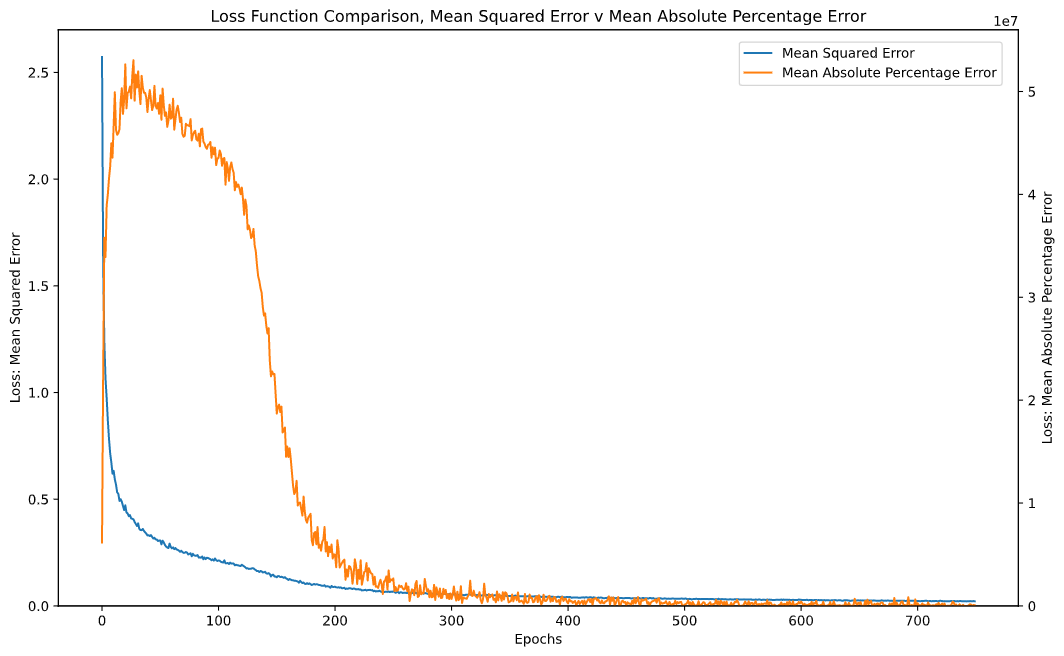 Loss Function Comparison, Mean Squared Error v Mean Absolute Percentage Error
1e7
Mean Squared Error
Mean Absolute Percentage Error
Loss: Mean Squared Error
2.5
2.0
1.5
1.0
0.5
0.0
5
4
3
2
1
0
Loss: Mean Absolute Percentage Error
0 100 200 300 400 500 600 700
Epochs